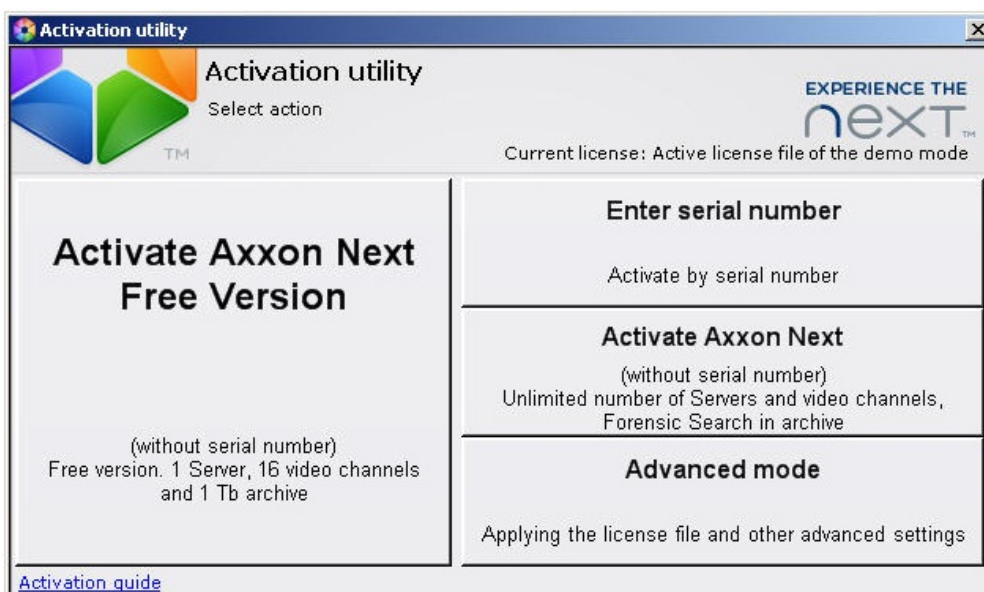 Activation utility
Activation utility
Select action
TM
EXPERIENCE THE
next TM
Current license: Active license file of the demo mode
Activate Axxon Next
Free Version
(without serial number)
Free version. 1 Server, 16 video channels
and 1 Tb archive
Enter serial number
Activate by serial number
Activate Axxon Next
(without serial number)
Unlimited number of Servers and video channels,
Forensic Search in archive
Advanced mode
Applying the license file and other advanced settings
Activation guide